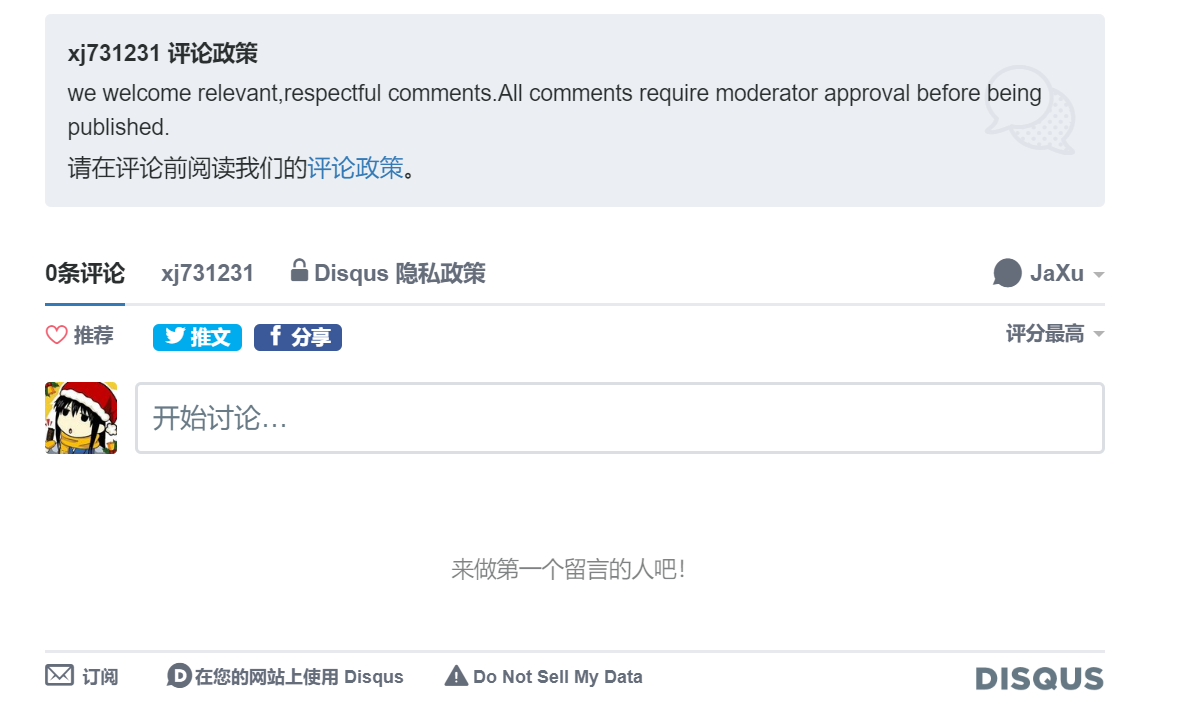 xj731231 评论政策
we welcome relevant,respectful comments.All comments require moderator approval before being
published.
请在评论前阅读我们的评论政策。
0条评论 xj731231 Disqus 隐私政策 JaXu
推荐 推文 f 分享 评分最高
开始讨论…
来做第一个留言的人吧!
订阅 D 在您的网站上使用 Disqus Do Not Sell My Data DISQUS